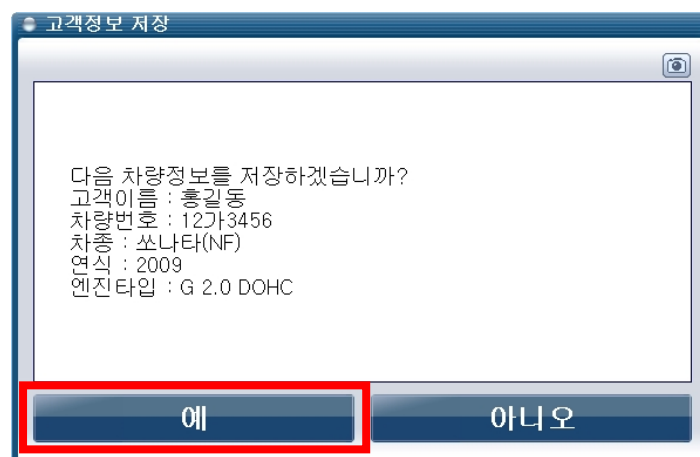 고객정보 저장
다음 차량정보를 저장하겠습니까?
고객이름 : 홍길동
차량번호 : 12가3456
차종 : 쏘나타(NF)
연식 : 2009
엔진타입 : G 2.0 DOHC
예
아니오